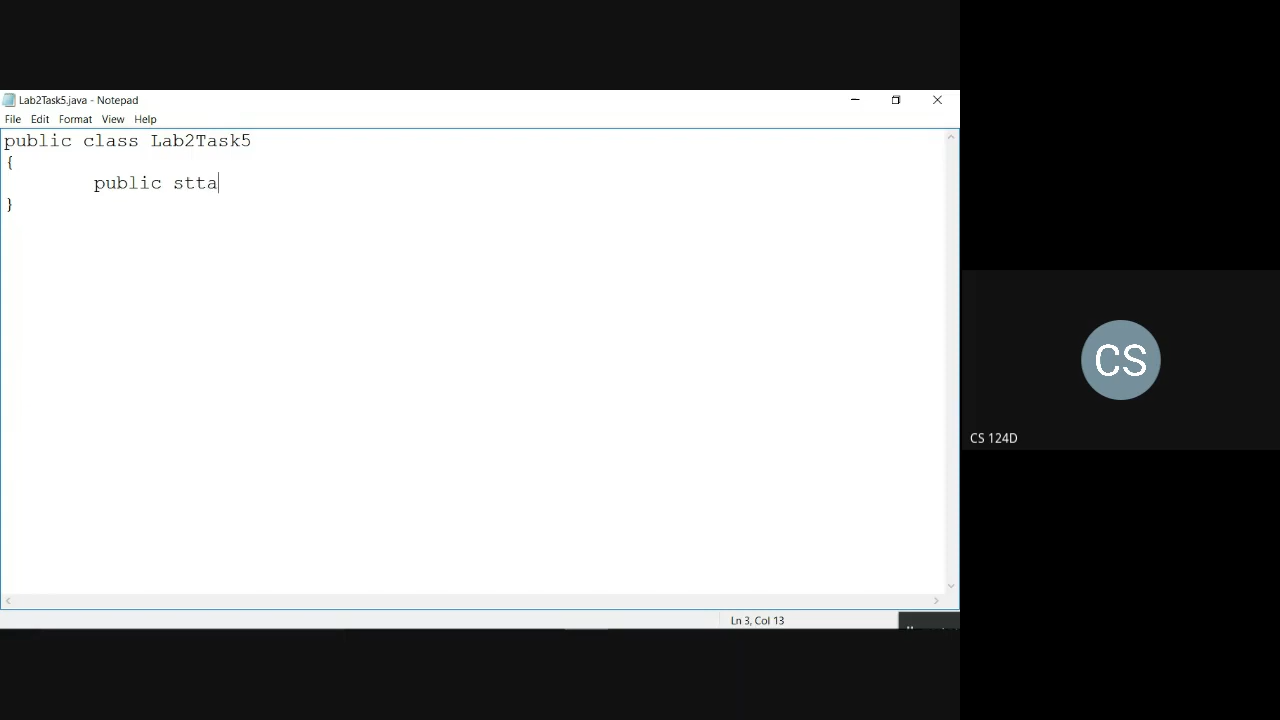 Lab2Task5.java - Notepad
File Edit Format View Help
public class Lab2Task5
{
public stta
}
CS
CS 124D
Ln 3, Col 13